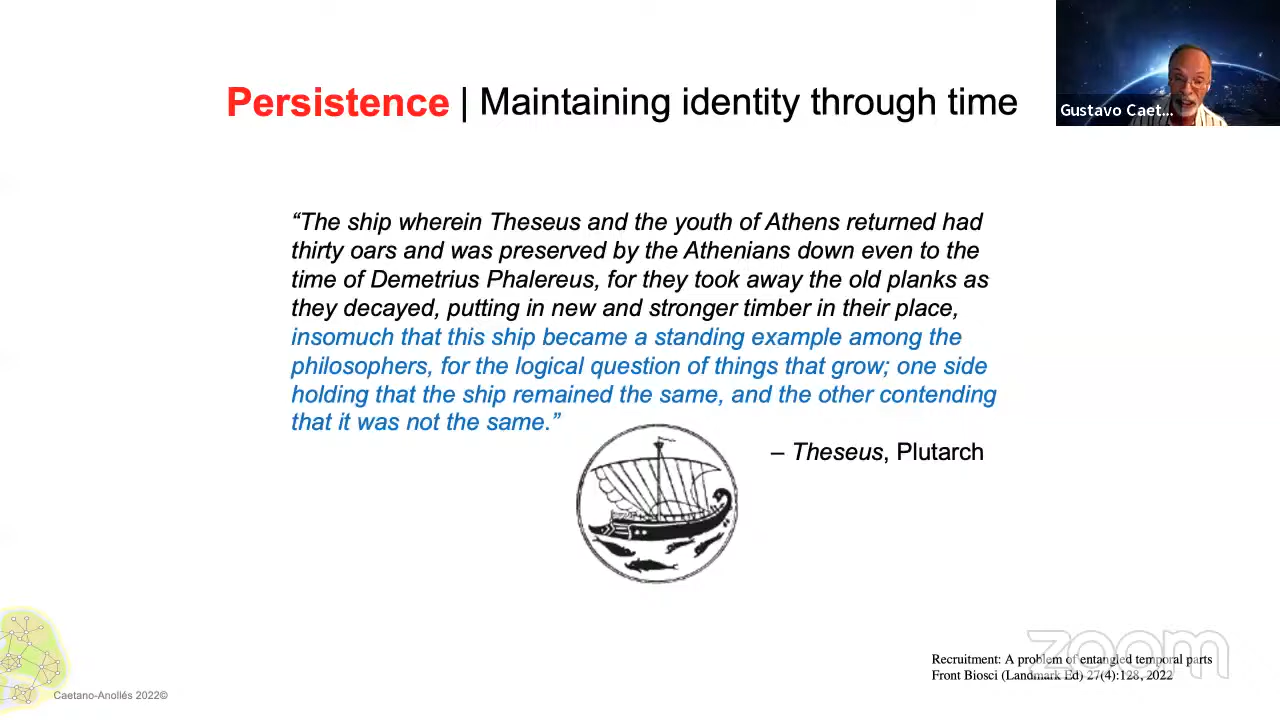 Persistence | Maintaining identity through time
Gustavo Caet...
“The ship wherein Theseus and the youth of Athens returned had
thirty oars and was preserved by the Athenians down even to the
time of Demetrius Phalereus, for they took away the old planks as
they decayed, putting in new and stronger timber in their place,
insomuch that this ship became a standing example among the
philosophers, for the logical question of things that grow; one side
holding that the ship remained the same, and the other contending
that it was not the same.”
– Theseus, Plutarch
zoom
Recruitment: A problem of entangled temporal parts
Front Biosci (Landmark Ed) 27(4):128, 2022
Caetano-Anollés 2022©